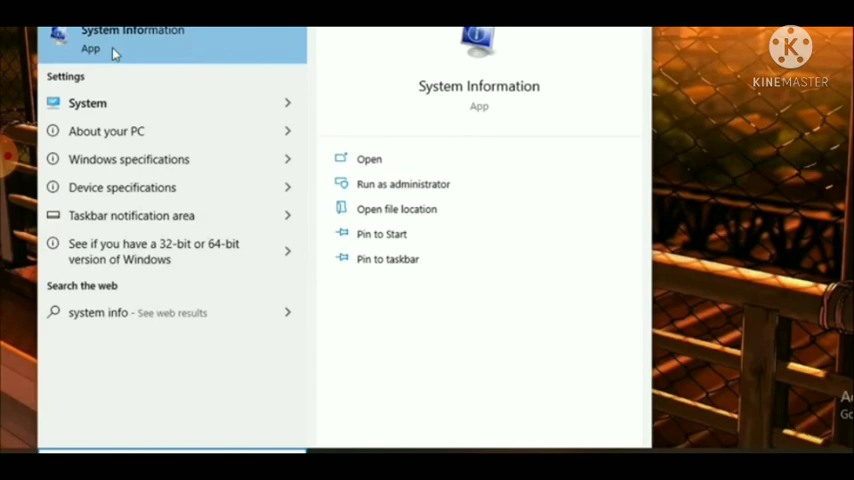 System Information
App
Settings
System
About your PC
Windows specifications
Device specifications
Taskbar notification area
See if you have a 32-bit or 64-bit
version of Windows
Search the web
system info - See web results
System Information
App
Open
Run as administrator
Open file location
Pin to Start
Pin to taskbar
K
KINEMASTER